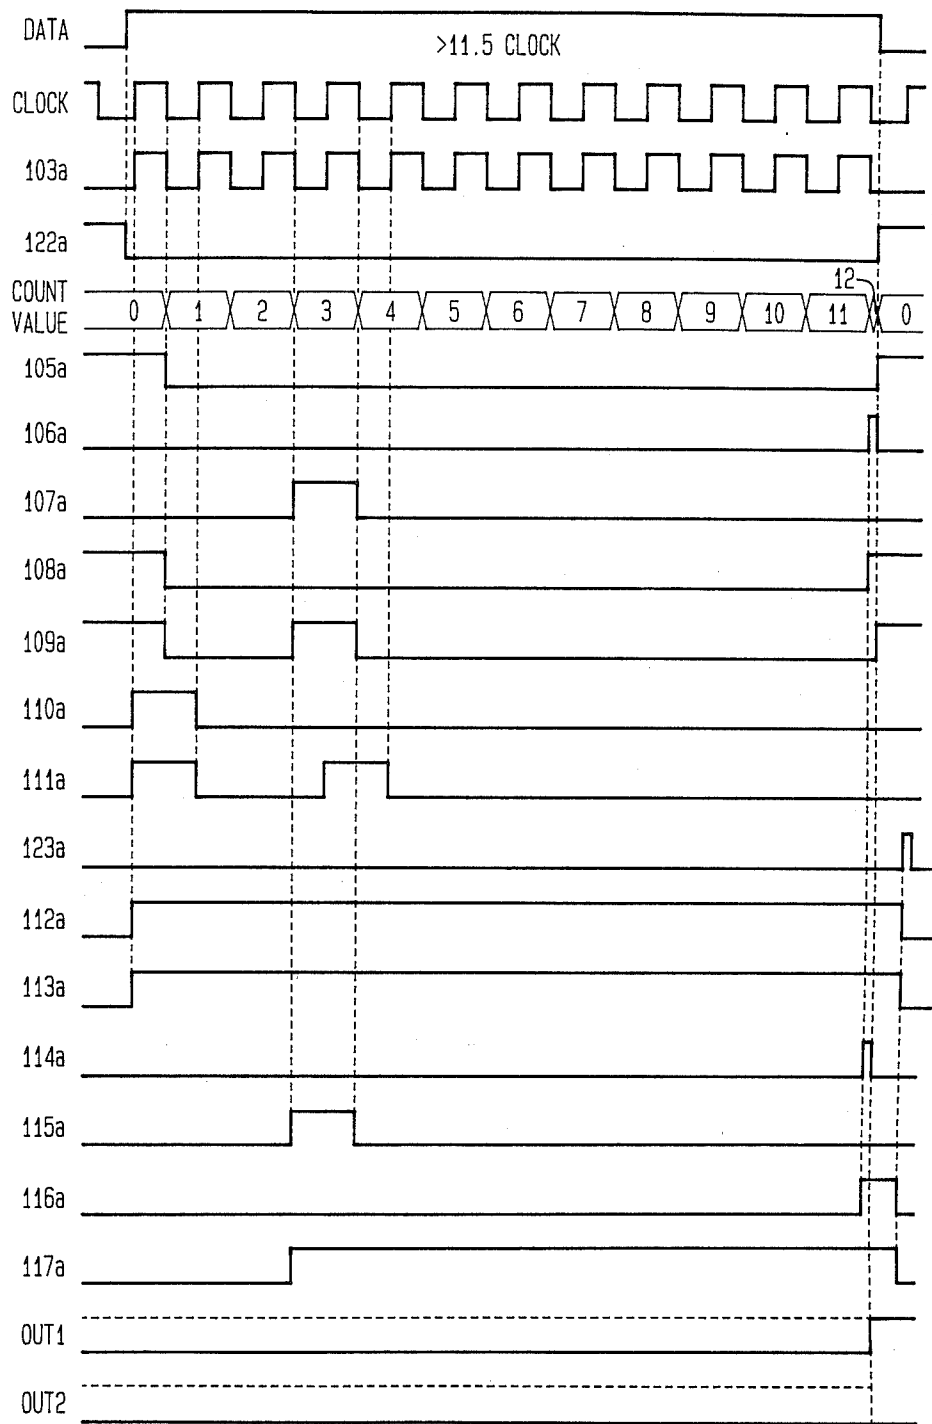 DATA
>11.5 CLOCK
CLOCK
103a
122a
COUNT VALUE
12
0 1 2 3 4 5 6 7 8 9 10 11 0
105a
106a
107a
108a
109a
110a
111a
123a
112a
113a
114a
115a
116a
117a
OUT1
OUT2